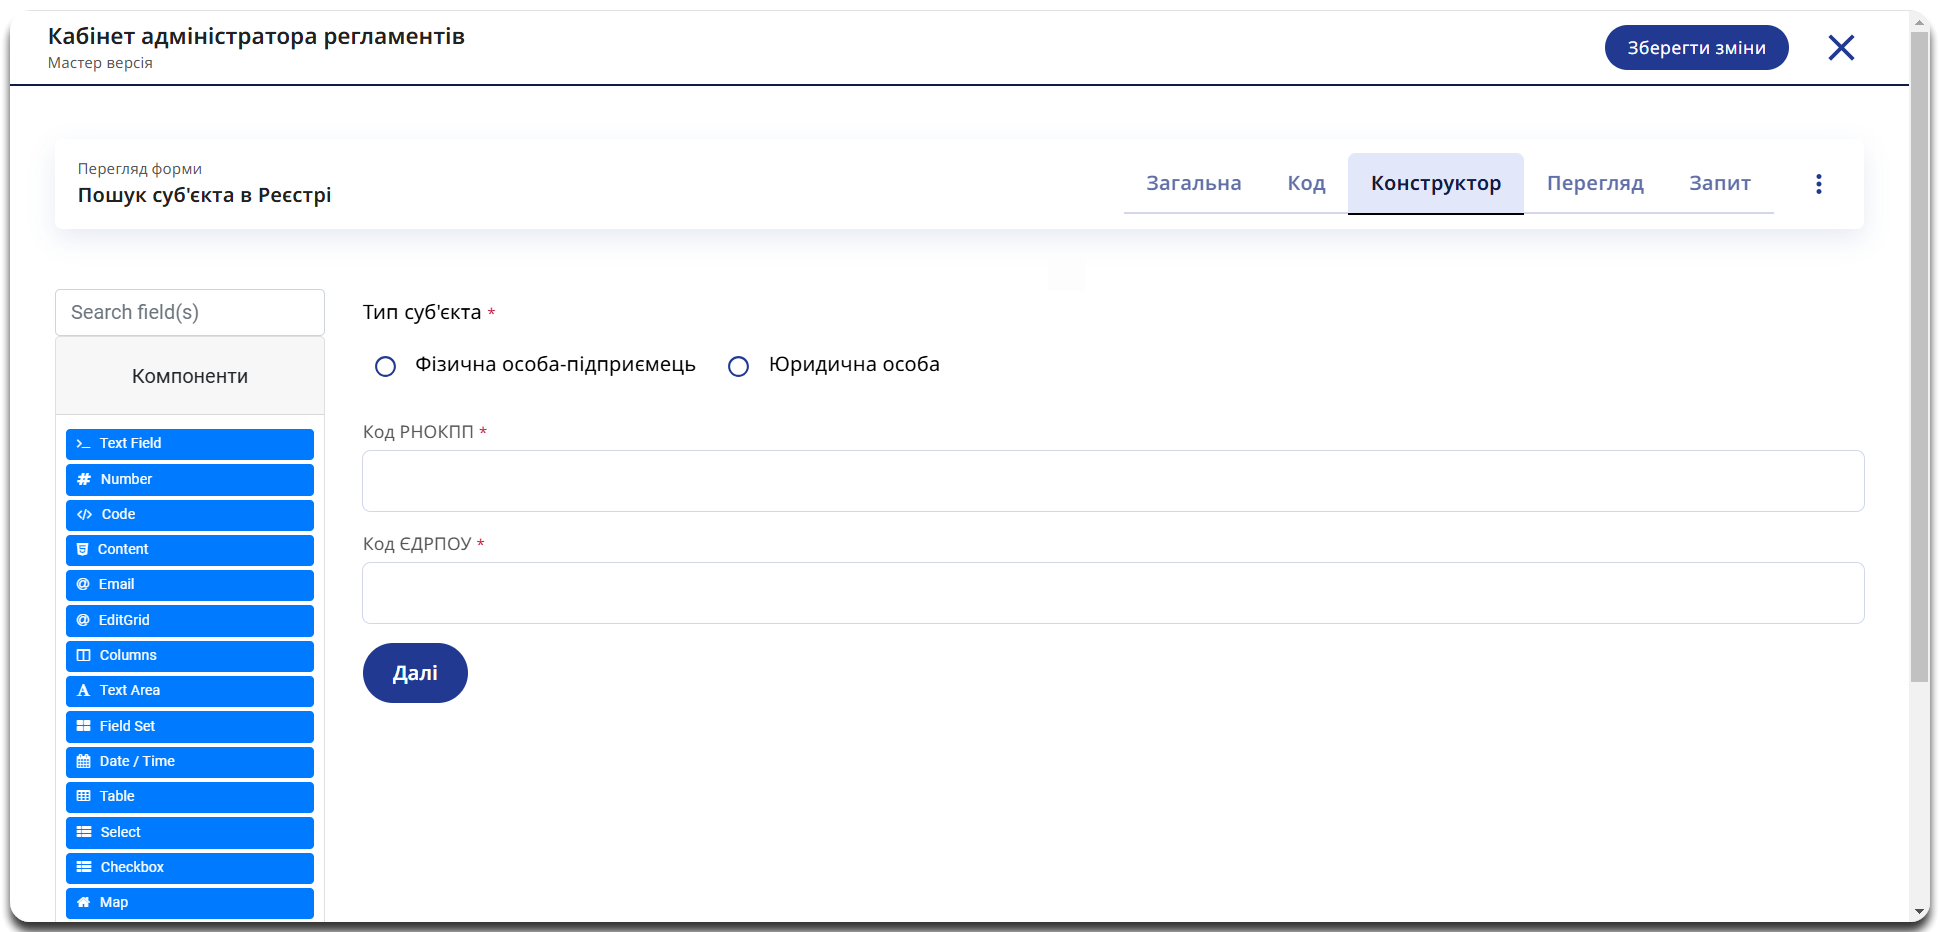 Кабінет адміністратора регламентів
Мастер версія
Зберегти зміни
Перегляд форми
Пошук суб'єкта в Реєстрі
Загальна Код Конструктор Перегляд Запит
Search field(s)
Компоненти
Text Field
Number
Code
Content
Email
EditGrid
Columns
Text Area
Field Set
Date / Time
Table
Select
Checkbox
Map
Тип суб'єкта *
Фізична особа-підприємець Юридична особа
Код РНОКПП *
Код ЄДРПОУ *
Далі